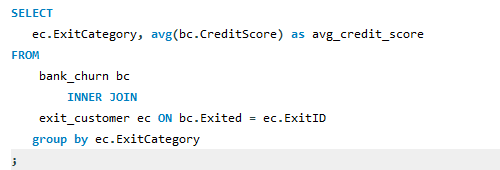 SELECT
ec.ExitCategory, avg(bc.CreditScore) as avg_credit_score
FROM
bank_churn bc
INNER JOIN
exit_customer ec ON bc.Exited = ec.ExitID
group by ec.ExitCategory
;